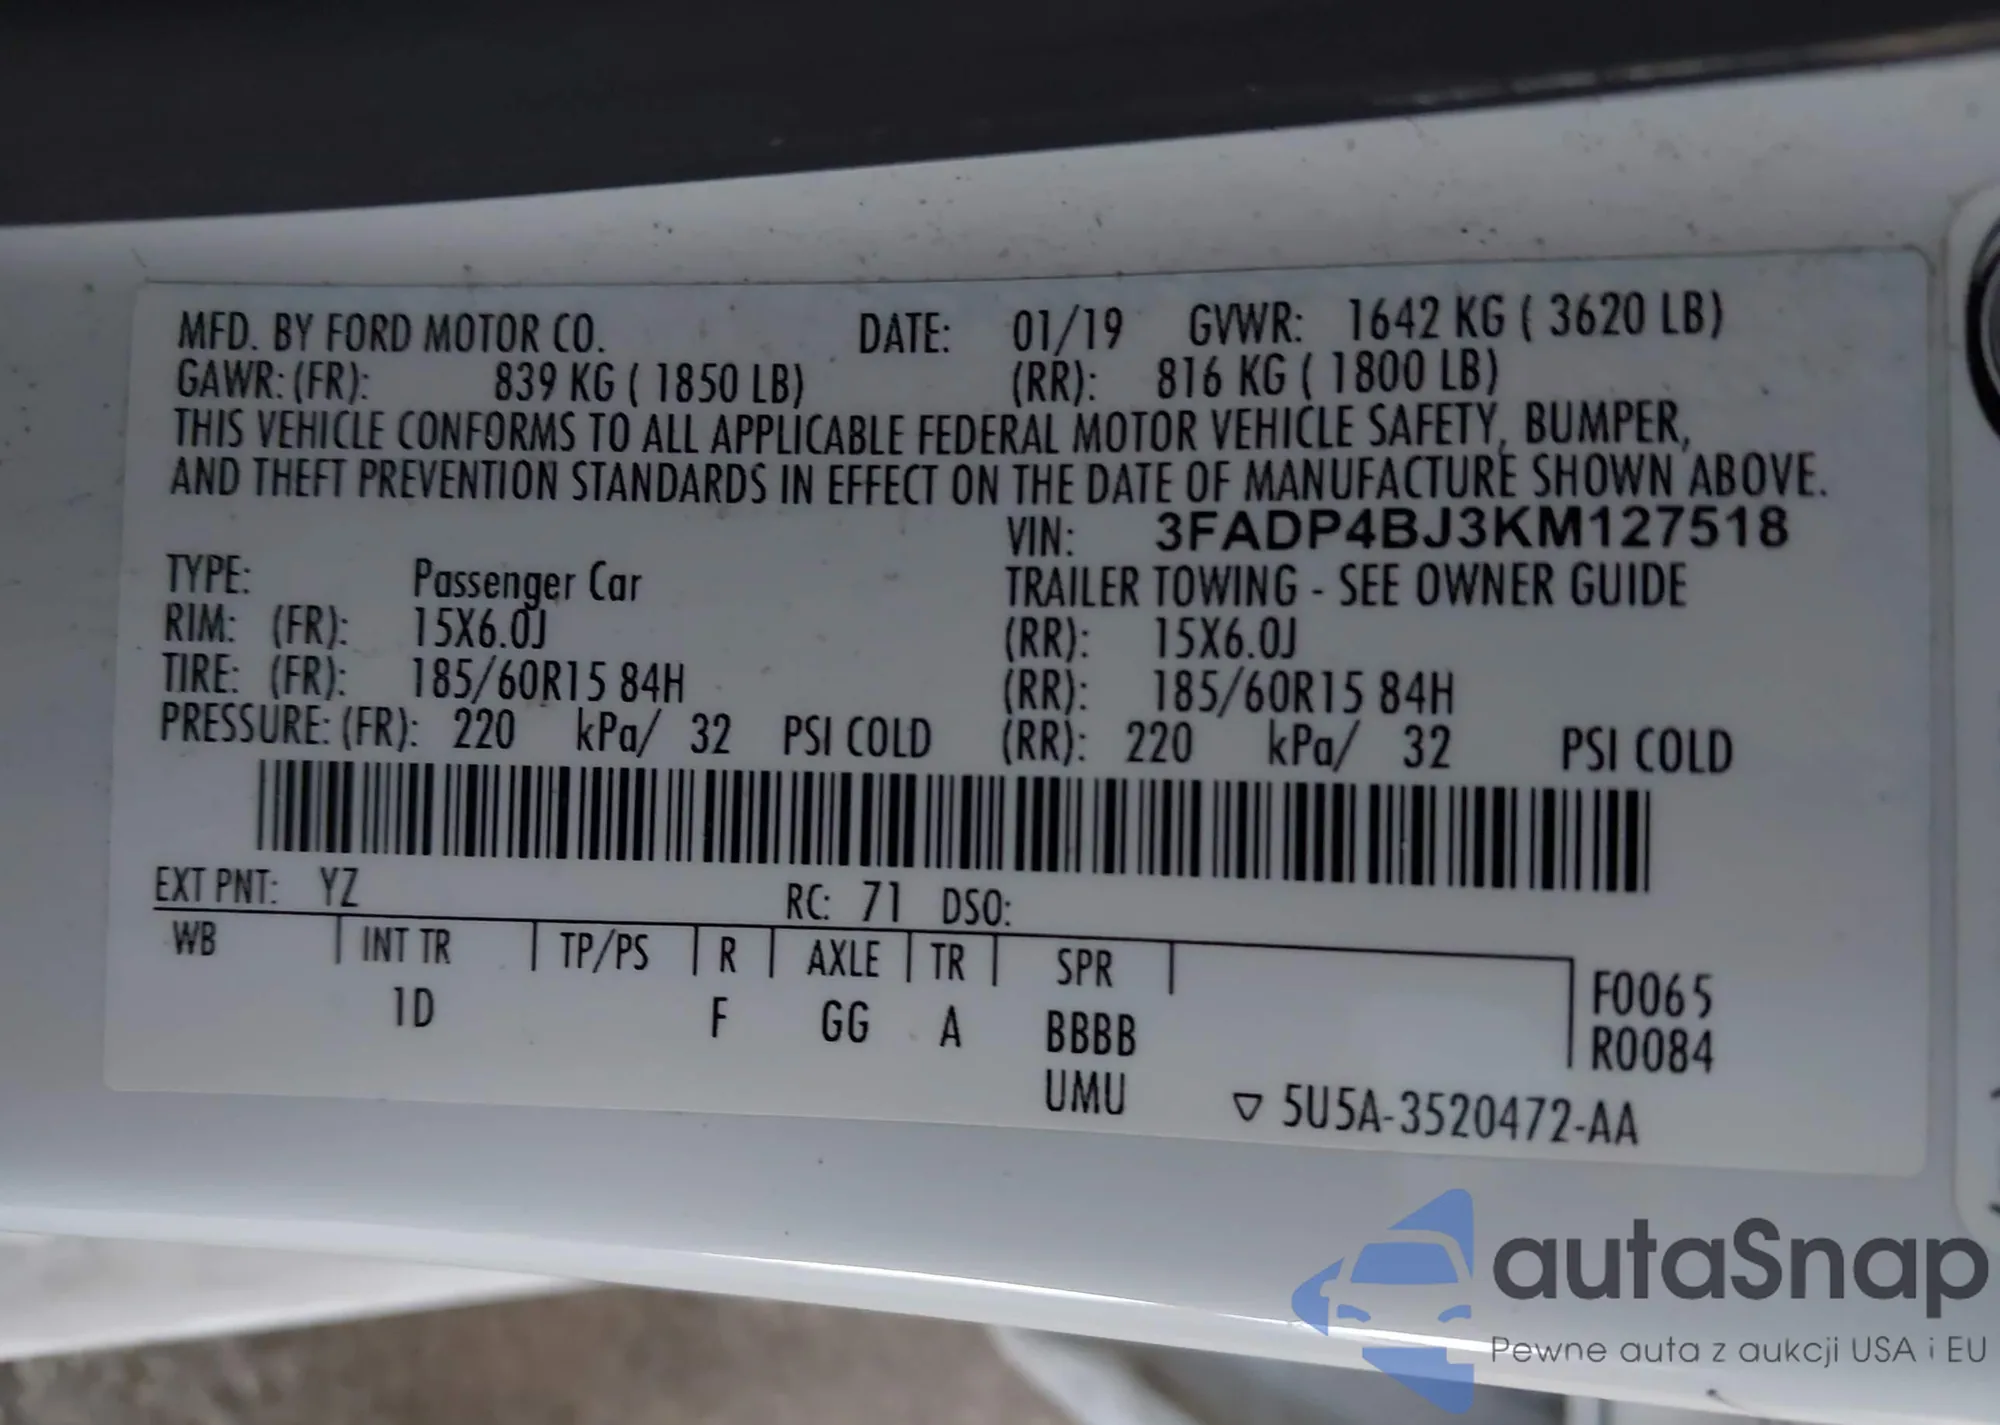 MFD. BY FORD MOTOR CO. DATE: 01/19 GVWR: 1642 KG ( 3620 LB)
GAWR: (FR): 839 KG ( 1850 LB) (RR): 816 KG ( 1800 LB)
THIS VEHICLE CONFORMS TO ALL APPLICABLE FEDERAL MOTOR VEHICLE SAFETY, BUMPER,
AND THEFT PREVENTION STANDARDS IN EFFECT ON THE DATE OF MANUFACTURE SHOWN ABOVE.
VIN: 3FADP4BJ3KM127518
TYPE: Passenger Car TRAILER TOWING - SEE OWNER GUIDE
RIM: (FR): 15X6.0J (RR): 15X6.0J
TIRE: (FR): 185/60R15 84H (RR): 185/60R15 84H
PRESSURE: (FR): 220 kPa/ 32 PSI COLD (RR): 220 kPa/ 32 PSI COLD
EXT PNT: YZ RC: 71 DSO:
WB INT TR TP/PS R AXLE TR SPR
1D F GG A BBBB
UMU
F0065
R0084
▽ 5U5A-3520472-AA
autaSnap
Pewne auta z aukcji USA i EU